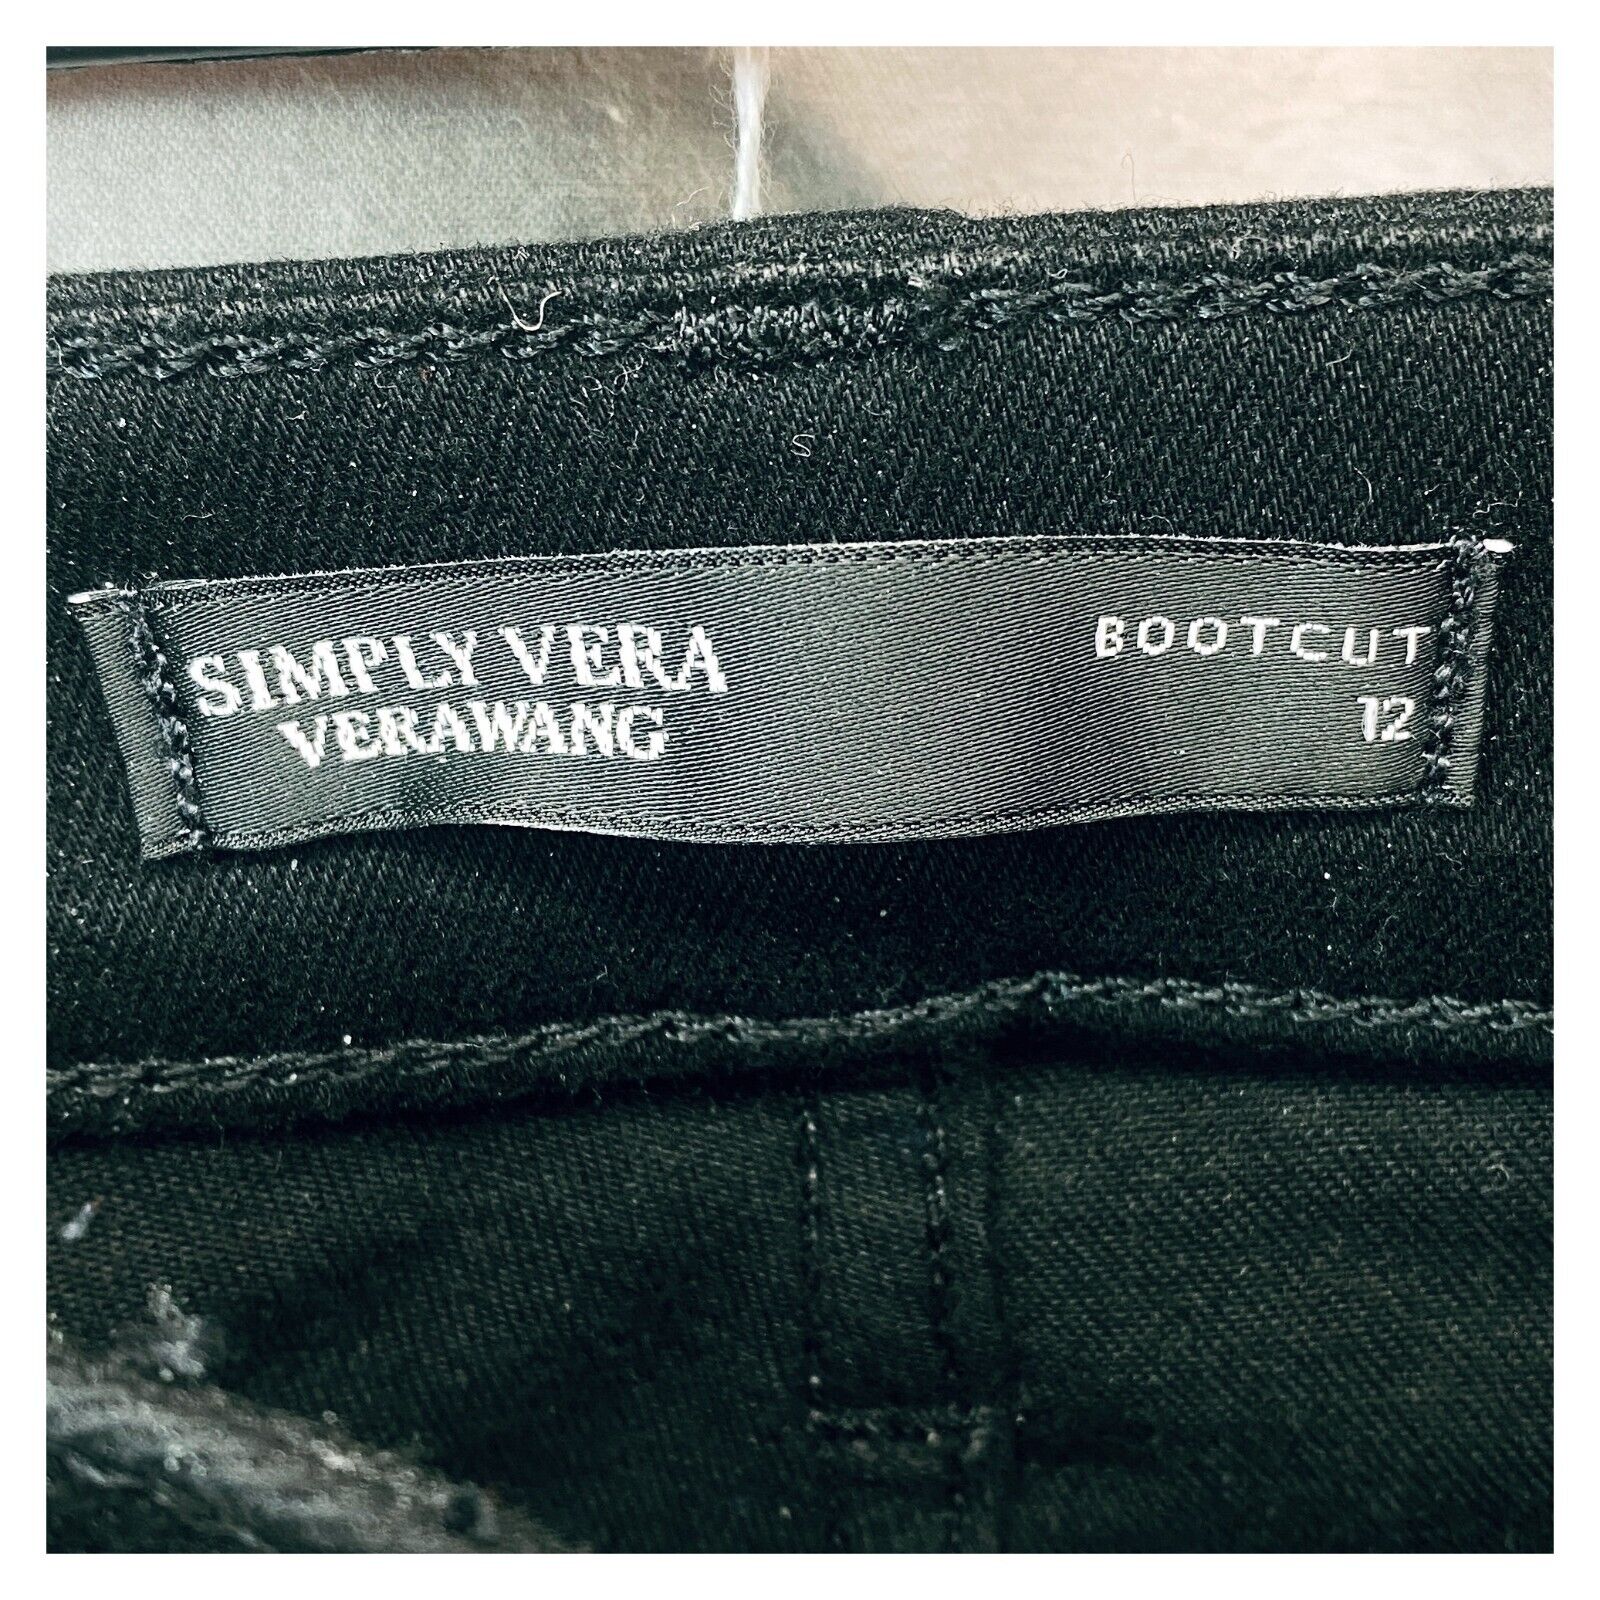 SIMPLY VERA
VERAWANG
BOOTCUT
12